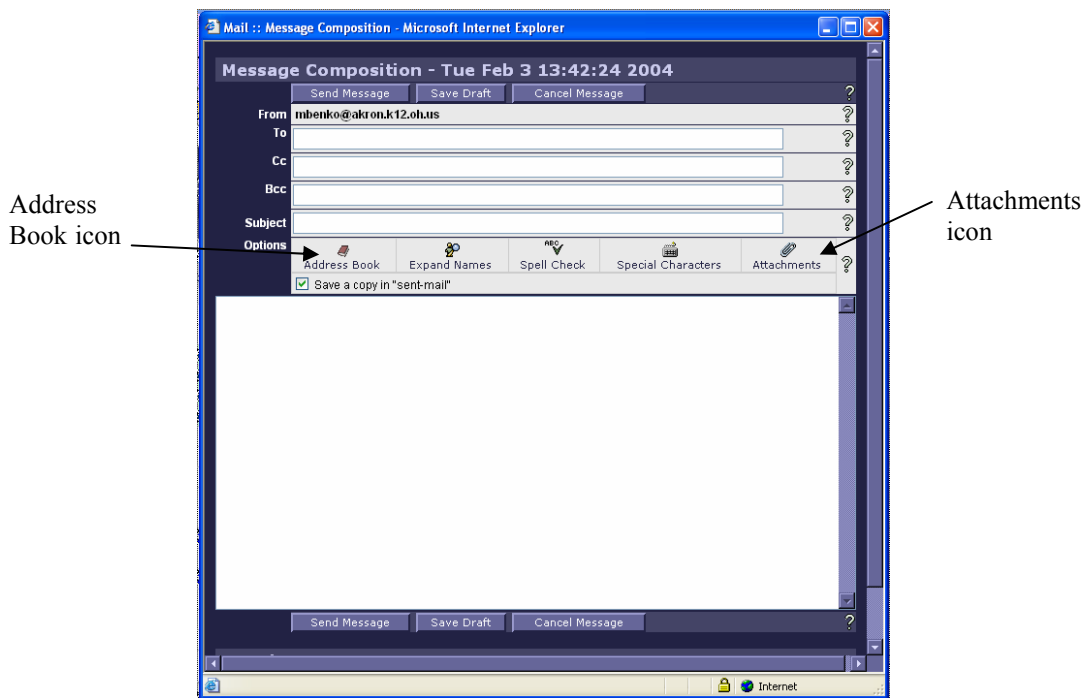 Mail :: Message Composition - Microsoft Internet Explorer
Message Composition - Tue Feb 3 13:42:24 2004
Send Message Save Draft Cancel Message ?
From mbenko@akron.k12.oh.us ?
To ?
Cc ?
Bcc ?
Subject ?
Options
ABC
Address Book Expand Names Spell Check Special Characters Attachments ?
Save a copy in "sent-mail"
Address
Book icon
Attachments
icon
Send Message Save Draft Cancel Message ?
Internet